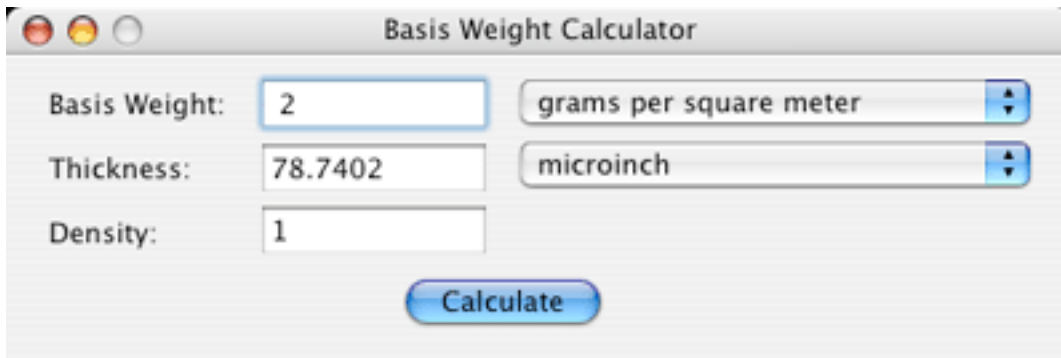 Basis Weight Calculator
Basis Weight: 2 grams per square meter
Thickness: 78.7402 microinch
Density: 1
Calculate